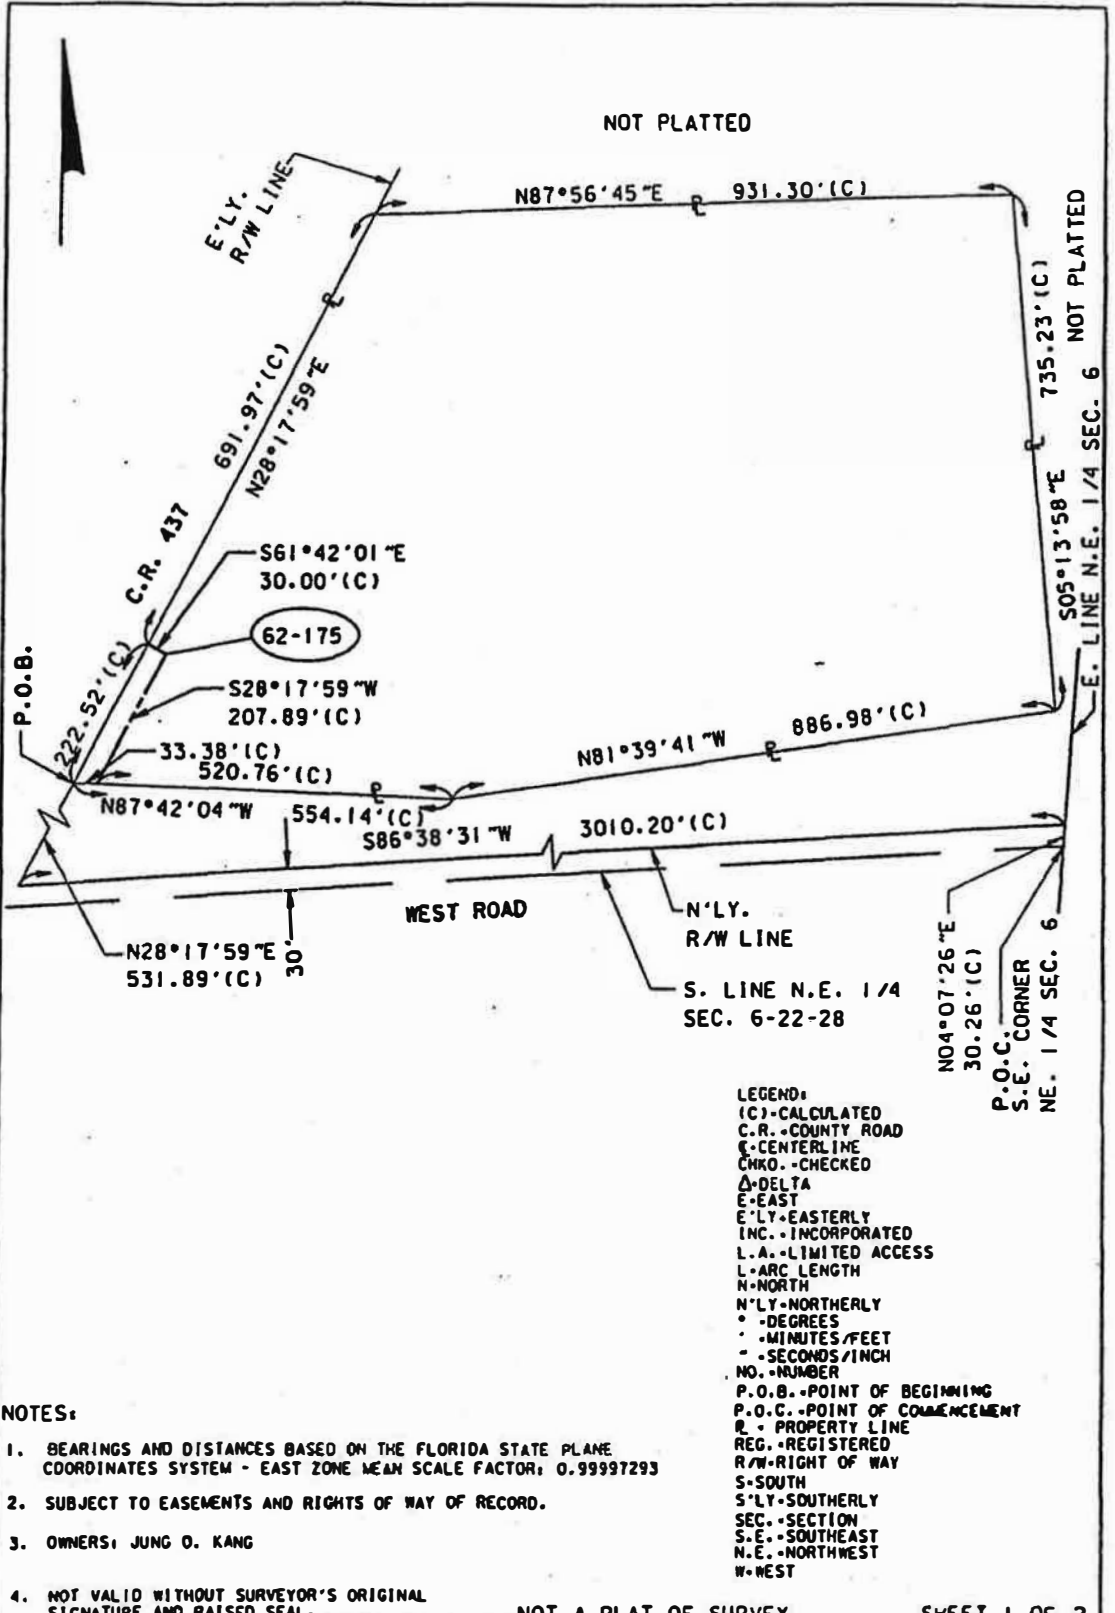 NOT PLATTED
E'LY.
R/W LINE
N87°56'45"E
931.30'(C)
NOT PLATTED
735.23'(C)
S05°13'58"E
E. LINE N.E. 1/4 SEC. 6
691.97'(C)
N28°17'59"E
C.R. 437
S61°42'01"E
30.00'(C)
62-175
P.O.B.
222.52'(C)
S28°17'59"W
207.89'(C)
33.38'(C)
520.76'(C)
N87°42'04"W
554.14'(C)
N81°39'41"W
886.98'(C)
S86°38'31"W
3010.20'(C)
WEST ROAD
N'LY.
R/W LINE
N28°17'59"E
531.89'(C)
30'
S. LINE N.E. 1/4
SEC. 6-22-28
N04°07'26"E
30.26'(C)
P.O.C.
S.E. CORNER
NE. 1/4 SEC. 6
LEGEND:
(C)-CALCULATED
C.R.-COUNTY ROAD
℄-CENTERLINE
CHKD.-CHECKED
Δ-DELTA
E-EAST
E'LY-EASTERLY
INC.-INCORPORATED
L.A.-LIMITED ACCESS
L-ARC LENGTH
N-NORTH
N'LY-NORTHERLY
° -DEGREES
' -MINUTES/FEET
" -SECONDS/INCH
NO.-NUMBER
P.O.B.-POINT OF BEGINNING
P.O.C.-POINT OF COMMENCEMENT
PL - PROPERTY LINE
REG.-REGISTERED
R/W-RIGHT OF WAY
S-SOUTH
S'LY-SOUTHERLY
SEC.-SECTION
S.E.-SOUTHEAST
N.E.-NORTHWEST
W-WEST
NOTES:
1. BEARINGS AND DISTANCES BASED ON THE FLORIDA STATE PLANE
COORDINATES SYSTEM - EAST ZONE MEAN SCALE FACTOR: 0.99997293
2. SUBJECT TO EASEMENTS AND RIGHTS OF WAY OF RECORD.
3. OWNERS: JUNG O. KANG
4. NOT VALID WITHOUT SURVEYOR'S ORIGINAL
SIGNATURE AND RAISED SEAL.
NOT A PLAT OF SURVEY
SHEET 1 OF 2